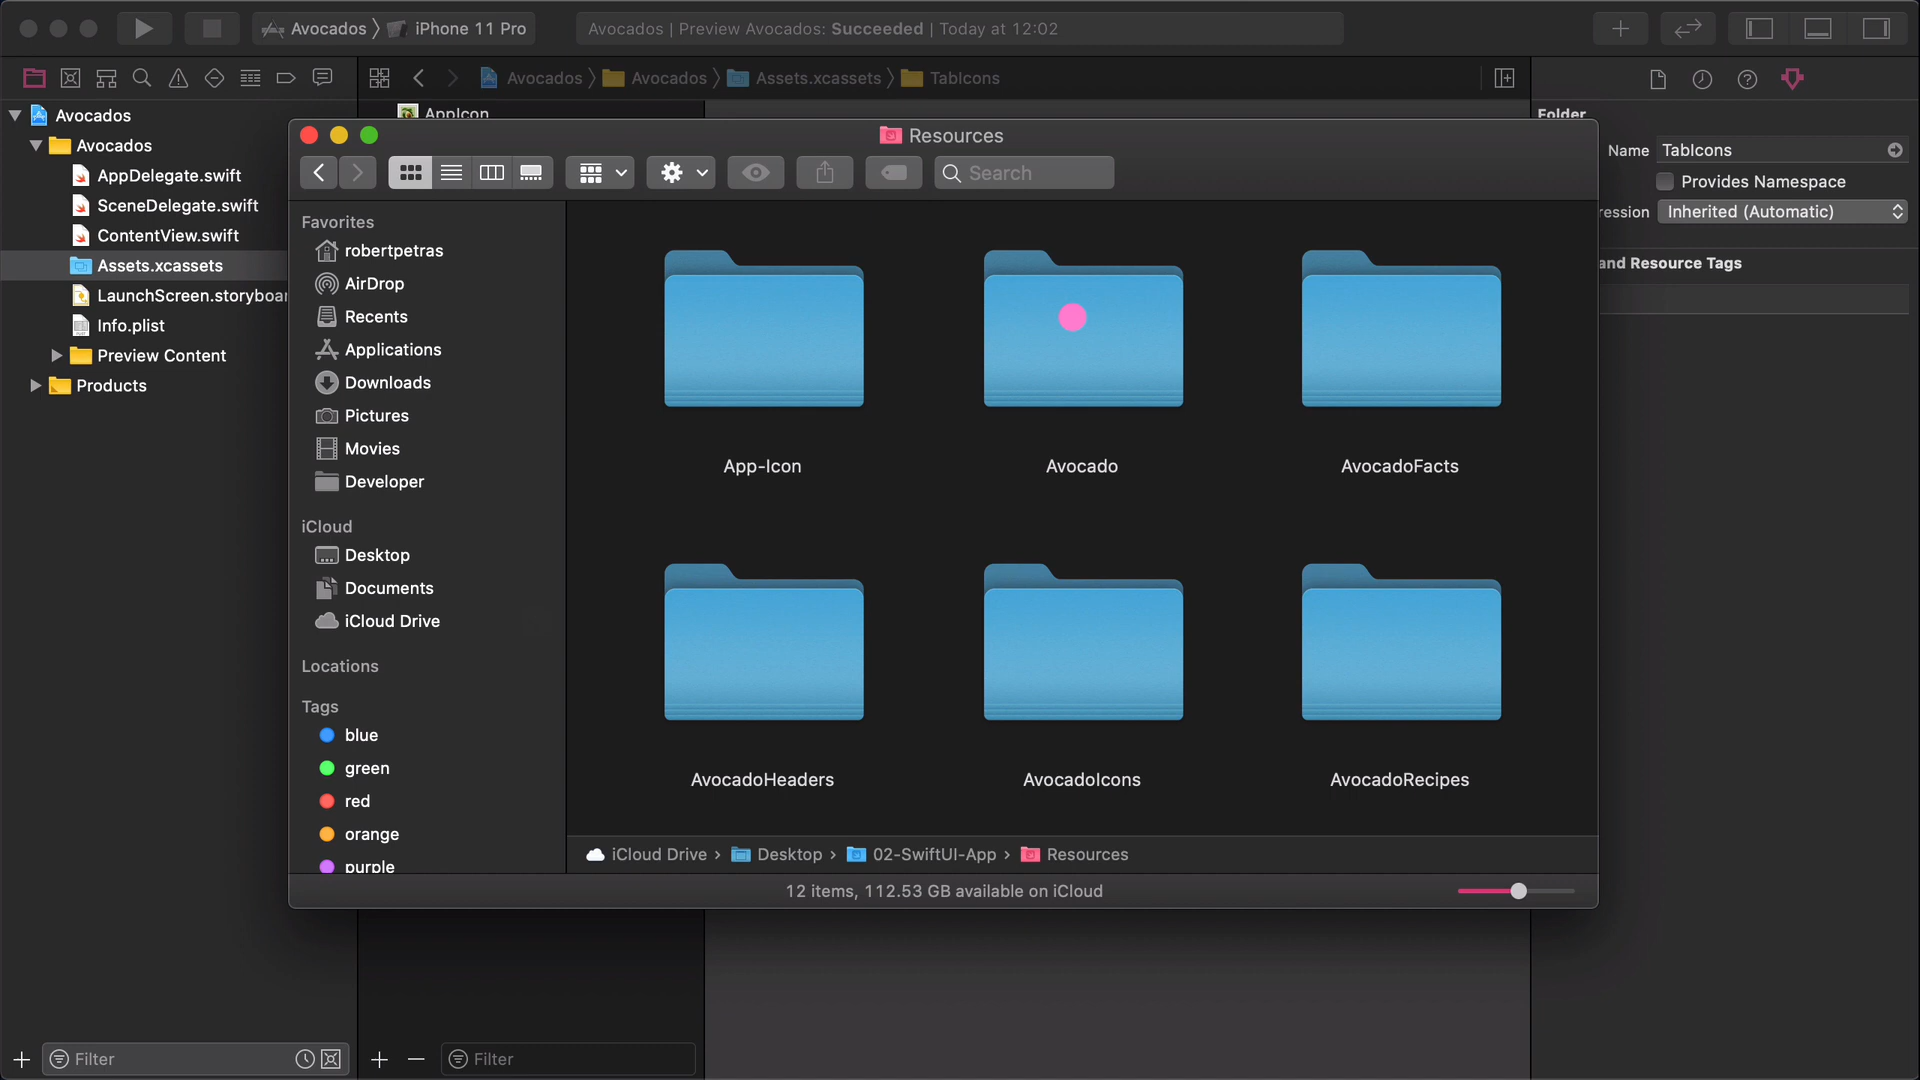 Avocados 〉 iPhone 11 Pro
Avocados | Preview Avocados: Succeeded | Today at 12:02
Avocados 〉 Avocados 〉 Assets.xcassets 〉 TabIcons
Avocados
Avocados
AppDelegate.swift
SceneDelegate.swift
ContentView.swift
Assets.xcassets
LaunchScreen.storyboar
Info.plist
Preview Content
Products
AppIcon
Resources
Search
Favorites
robertpetras
AirDrop
Recents
Applications
Downloads
Pictures
Movies
Developer
iCloud
Desktop
Documents
iCloud Drive
Locations
Tags
blue
green
red
orange
purple
App-Icon
Avocado
AvocadoFacts
AvocadoHeaders
AvocadoIcons
AvocadoRecipes
iCloud Drive › Desktop › 02-SwiftUI-App › Resources
12 items, 112.53 GB available on iCloud
Folder
Name TabIcons
Provides Namespace
ression Inherited (Automatic)
and Resource Tags
Filter
Filter